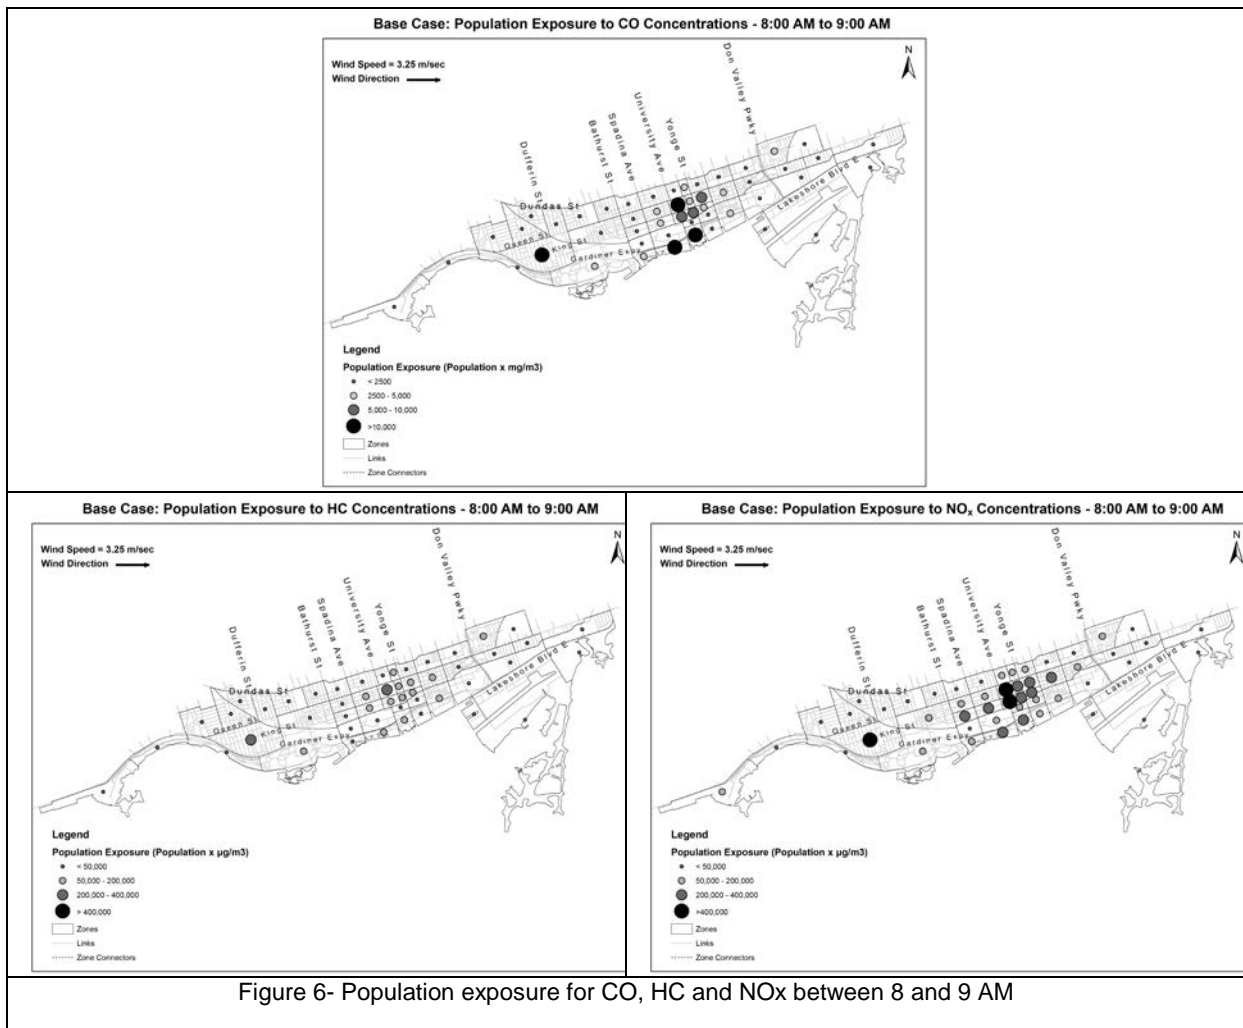 Base Case: Population Exposure to CO Concentrations - 8:00 AM to 9:00 AM
Wind Speed = 3.25 m/sec
Wind Direction
N
Don Valley Pwky
Yonge St
University Ave
Spadina Ave
Bathurst St
Dufferin St
Dundas St
Queen St
King St
Gardiner Expy
Lakeshore Blvd E
Legend
Population Exposure (Population x mg/m3)
< 2500
2500 - 5,000
5,000 - 10,000
>10,000
Zones
Links
Zone Connectors
Base Case: Population Exposure to HC Concentrations - 8:00 AM to 9:00 AM
Wind Speed = 3.25 m/sec
Wind Direction
N
Don Valley Pwky
Yonge St
University Ave
Spadina Ave
Bathurst St
Dufferin St
Dundas St
Queen St
King St
Gardiner Expy
Lakeshore Blvd E
Legend
Population Exposure (Population x µg/m3)
< 50,000
50,000 - 200,000
200,000 - 400,000
> 400,000
Zones
Links
Zone Connectors
Base Case: Population Exposure to NOx Concentrations - 8:00 AM to 9:00 AM
Wind Speed = 3.25 m/sec
Wind Direction
N
Don Valley Pwky
Yonge St
University Ave
Spadina Ave
Bathurst St
Dufferin St
Dundas St
Queen St
King St
Gardiner Expy
Lakeshore Blvd E
Legend
Population Exposure (Population x µg/m3)
< 50,000
50,000 - 200,000
200,000 - 400,000
>400,000
Zones
Links
Zone Connectors
Figure 6- Population exposure for CO, HC and NOx between 8 and 9 AM